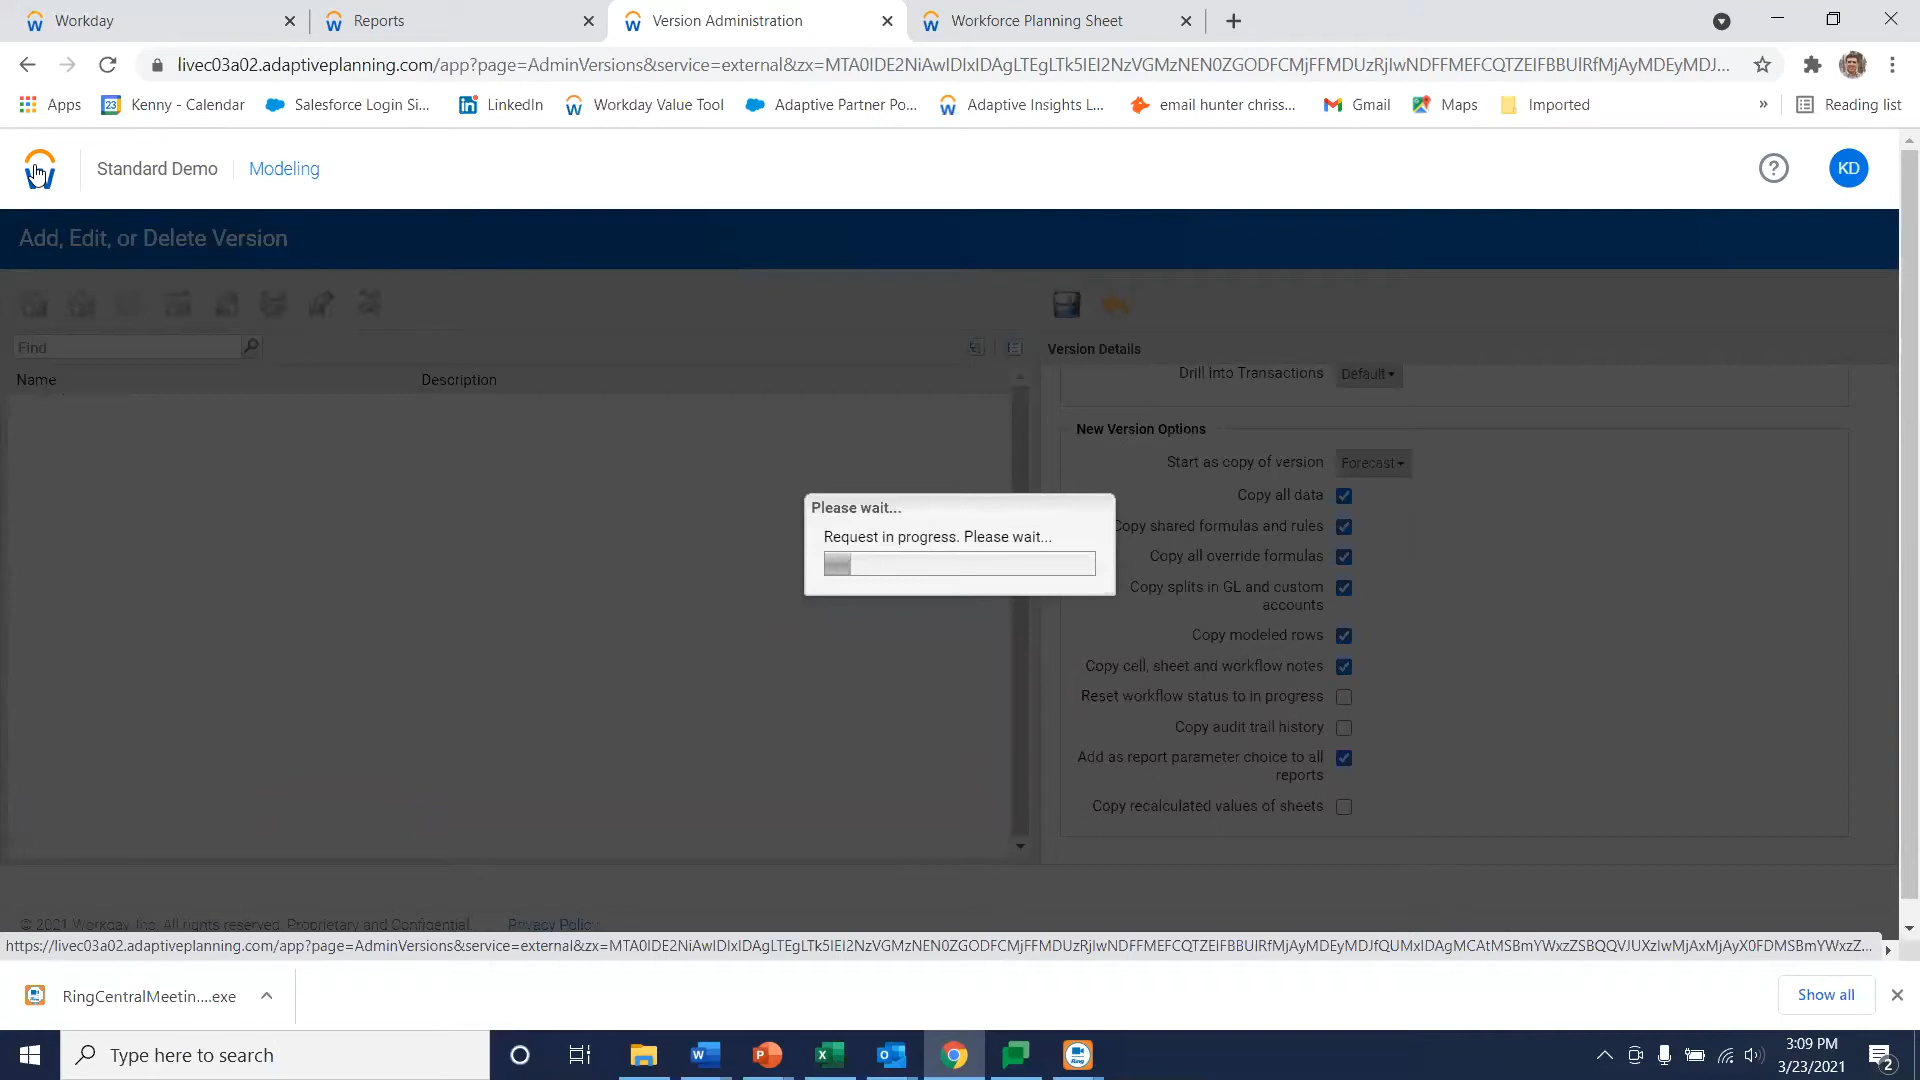 Workday
Reports
Version Administration
Workforce Planning Sheet
livec03a02.adaptiveplanning.com/app?page=AdminVersions&service=external&zx=
Apps
Kenny - Calendar
Salesforce Login Si...
LinkedIn
Workday Value Tool
Adaptive Partner Po...
Adaptive Insights L...
email hunter chriss...
Gmail
Maps
Imported
»
Reading list
Standard Demo
Modeling
KD
Add, Edit, or Delete Version
Find
Name
Description
Version Details
Drill Into Transactions
Default
New Version Options
Start as copy of version
Forecast
Copy all data
Copy shared formulas and rules
Copy all override formulas
Copy splits in GL and custom
accounts
Copy modeled rows
Copy cell, sheet and workflow notes
Reset workflow status to in progress
Copy audit trail history
Add as report parameter choice to all
reports
Copy recalculated values of sheets
Please wait...
Request in progress. Please wait...
© 2021 Workday, Inc. All rights reserved. Proprietary and Confidential.
Privacy Policy
https://livec03a02.adaptiveplanning.com/app?page=AdminVersions&service=external&zx=
RingCentralMeetin....exe
Show all
Type here to search
3:09 PM
3/23/2021
2